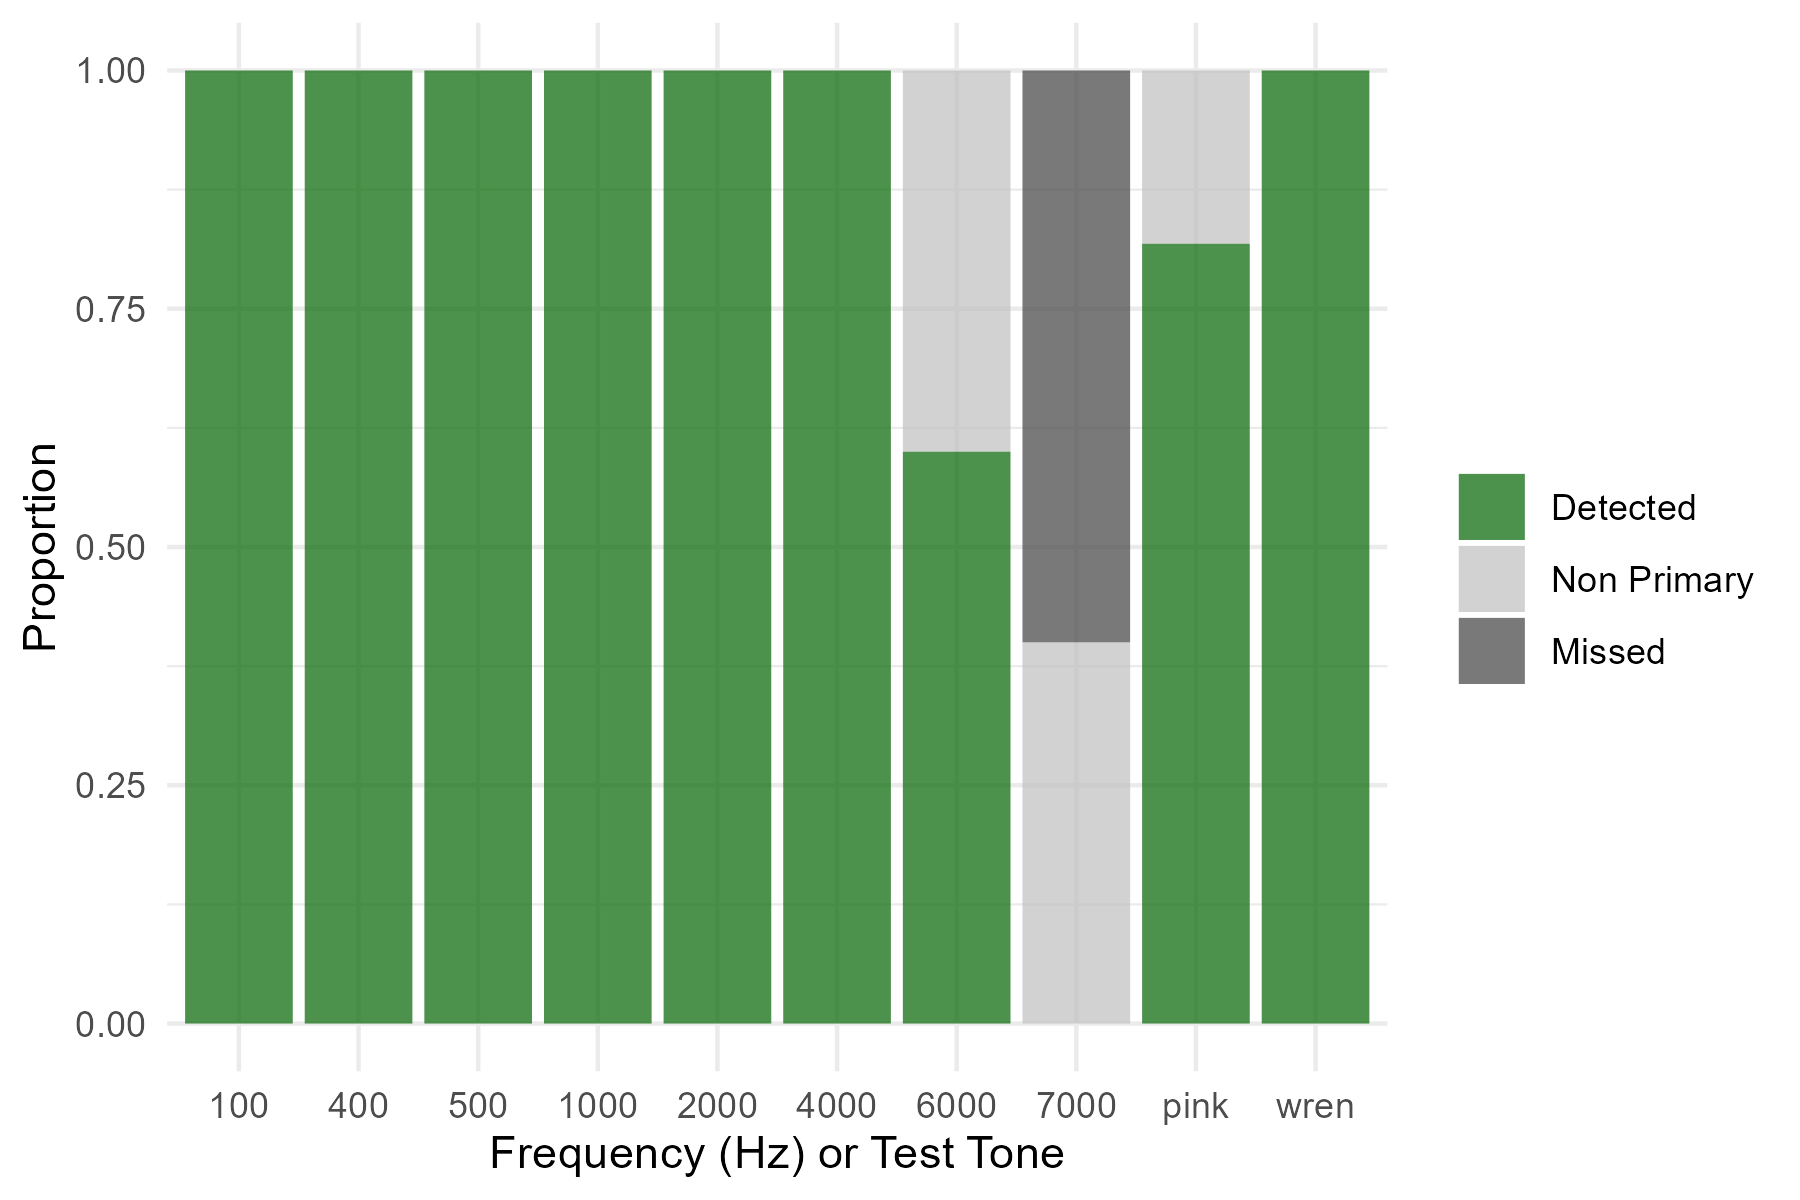 1.00
0.75
0.50
0.25
0.00
Proportion
100 400 500 1000 2000 4000 6000 7000 pink wren
Frequency (Hz) or Test Tone
Detected
Non Primary
Missed